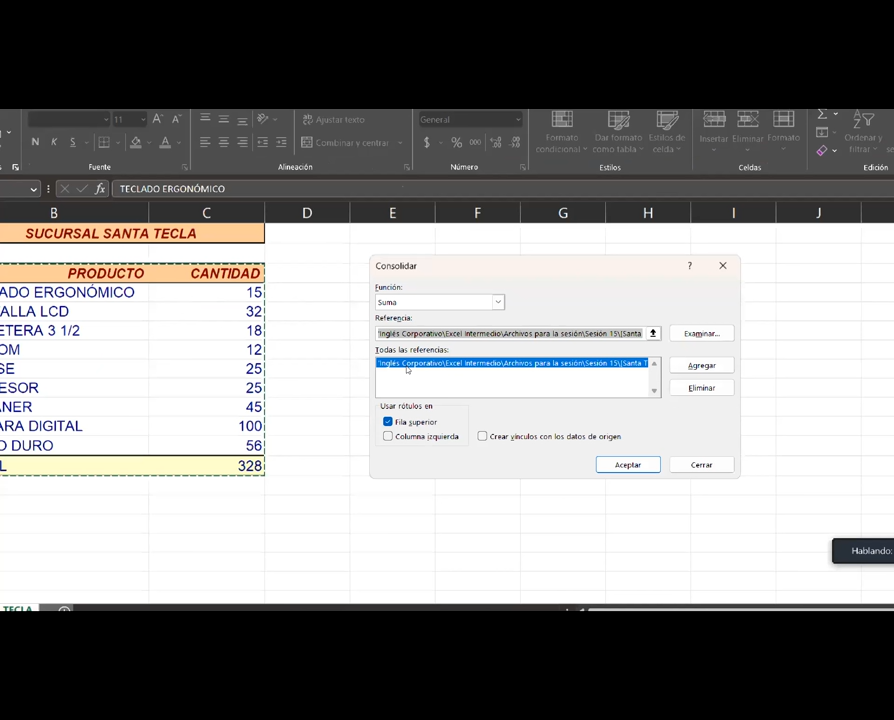 11
Ajustar texto
General
N K S
Combinar y centrar
$ % 000
Formato condicional
Dar formato como tabla
Estilos de celda
Insertar Eliminar Formato
Ordenar y
Fuente Alineación Número Estilos Celdas
fx TECLADO ERGONÓMICO
B C D E F G H I J
SUCURSAL SANTA TECLA
PRODUCTO CANTIDAD
ADO ERGONÓMICO 15
ALLA LCD 32
ETERA 3 1/2 18
OM 12
SE 25
ESOR 25
ANER 45
ARA DIGITAL 100
O DURO 56
L 328
Consolidar ? ×
Función:
Suma
Referencia:
'Inglés Corporativo\Excel Intermedio\Archivos para la sesión\Sesión 15\[Santa
Examinar...
Todas las referencias:
'Inglés Corporativo\Excel Intermedio\Archivos para la sesión\Sesión 15\[Santa T
Agregar
Eliminar
Usar rótulos en
Fila superior
Columna izquierda
Crear vínculos con los datos de origen
Aceptar Cerrar
Hablando:
TECLA